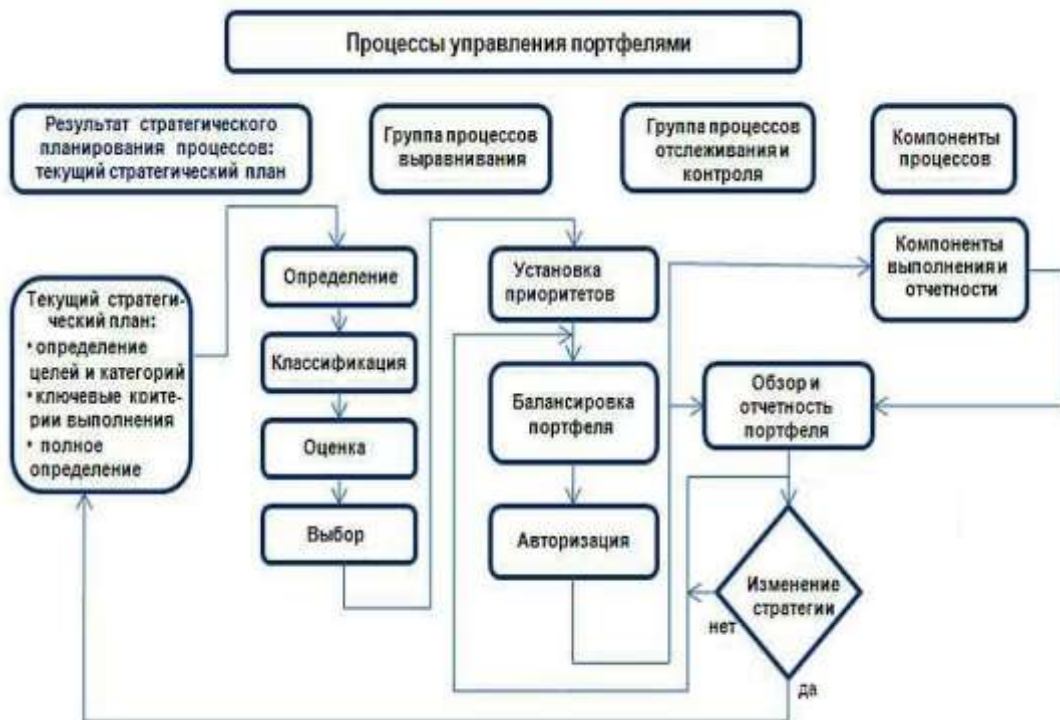 Процессы управления портфелями
Результат стратегического
планирования процессов:
текущий стратегический план
Группа процессов
выравнивания
Группа процессов
отслеживания и
контроля
Компоненты
процессов
Текущий стратеги-
ческий план:
• определение
целей и категорий
• ключевые крите-
рии выполнения
• полное
определение
Определение
Классификация
Оценка
Выбор
Установка
приоритетов
Балансировка
портфеля
Авторизация
Компоненты
выполнения и
отчетности
Обзор и
отчетность
портфеля
Изменение
стратегии
нет
да